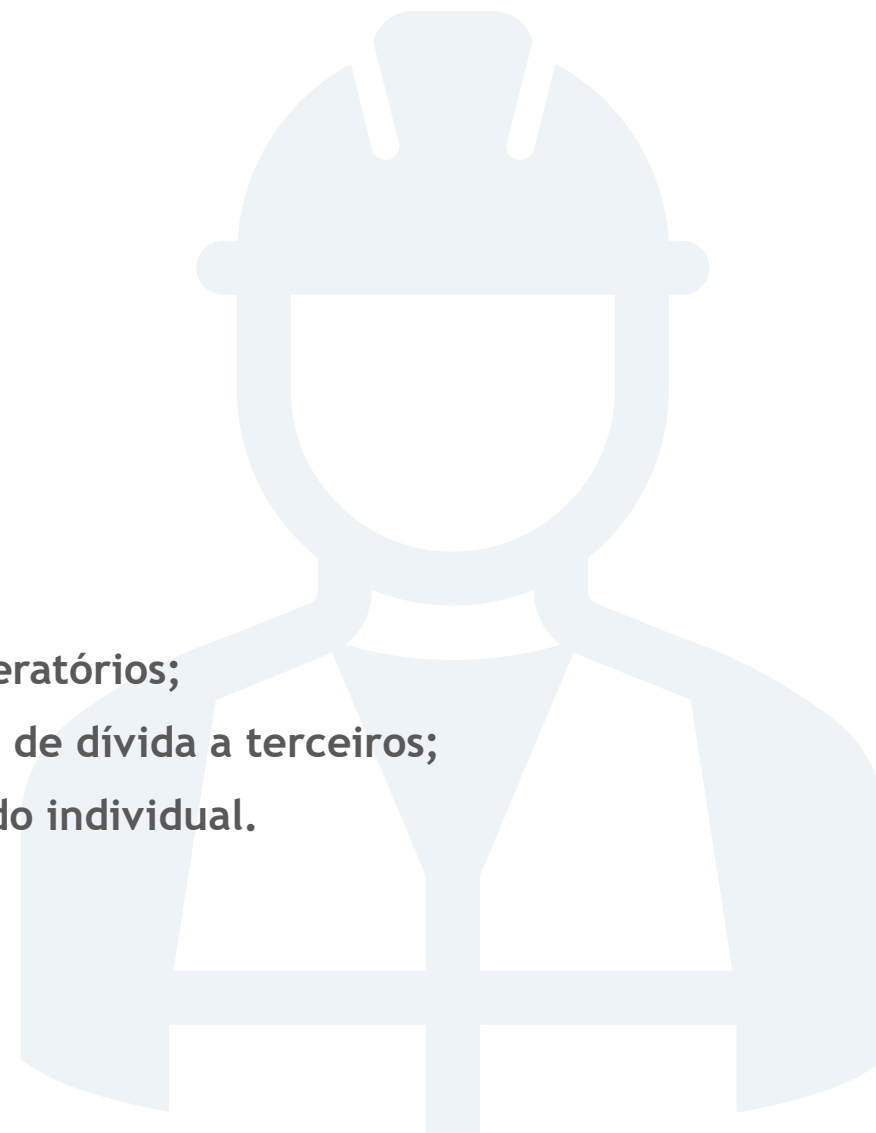 eratórios;
de dívida a terceiros;
do individual.